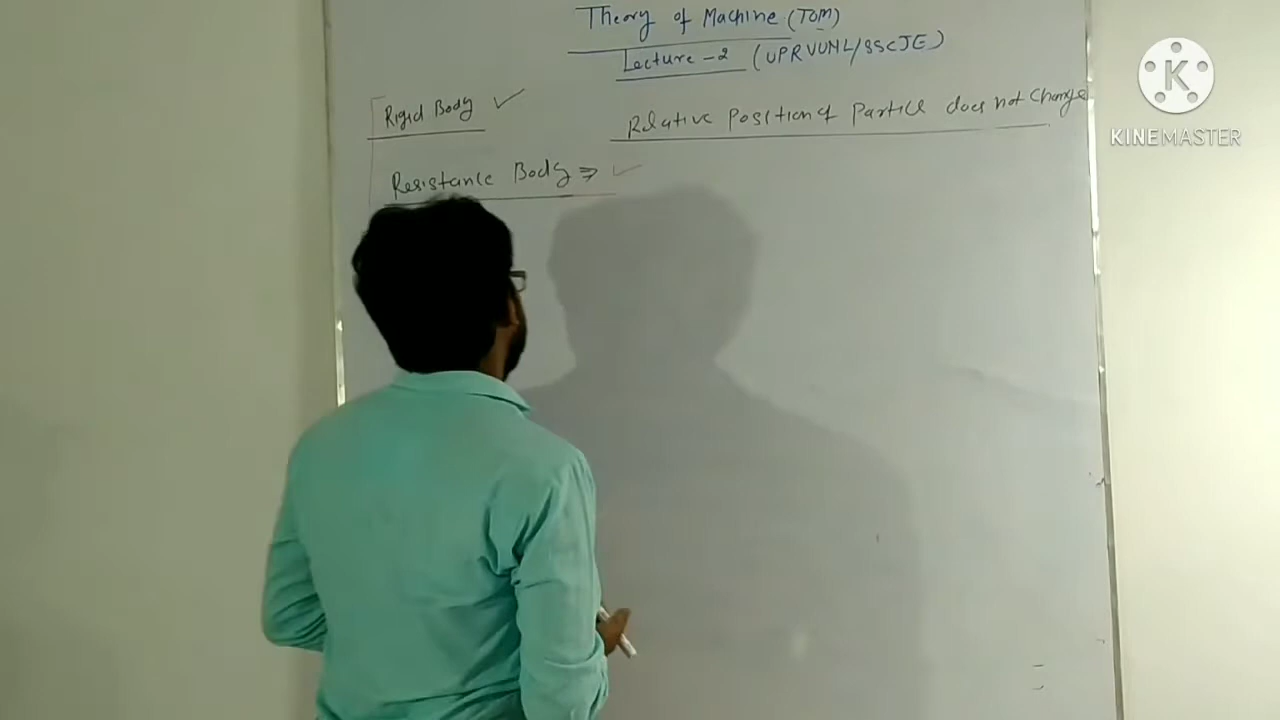 Theory of Machine (TOM)
Lecture-2 (UPRVUNL/SSCJE)
Rigid Body ✓
Relative Position of Particle does not change
Resistance Body ⇒ ✓
K
KINEMASTER